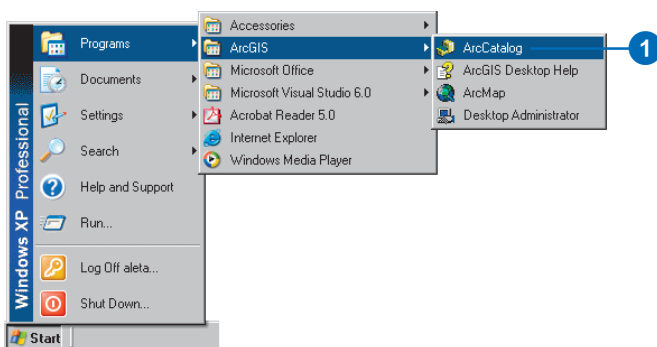 Programs
Documents
Settings
Search
Help and Support
Run...
Log Off aleta...
Shut Down...
Windows XP Professional
Start
Accessories
ArcGIS
Microsoft Office
Microsoft Visual Studio 6.0
Acrobat Reader 5.0
Internet Explorer
Windows Media Player
ArcCatalog
ArcGIS Desktop Help
ArcMap
Desktop Administrator
1